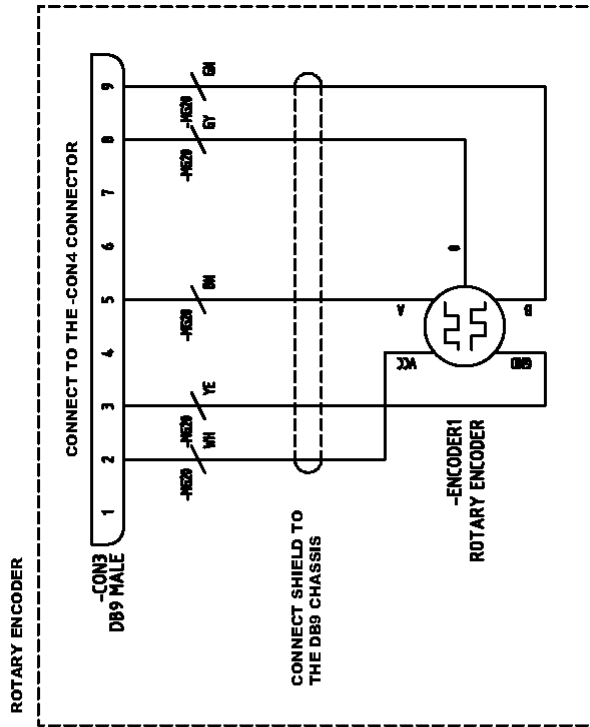 ROTARY ENCODER
CONNECT TO THE -CON4 CONNECTOR
-CON3
DB9 MALE
1
2
3
4
5
6
7
8
9
-MG20
WH
-MG20
YE
-MG20
BN
-MG20
GY
-MG20
GN
CONNECT SHIELD TO
THE DB9 CHASSIS
VCC
GND
A
B
0
-ENCODER1
ROTARY ENCODER